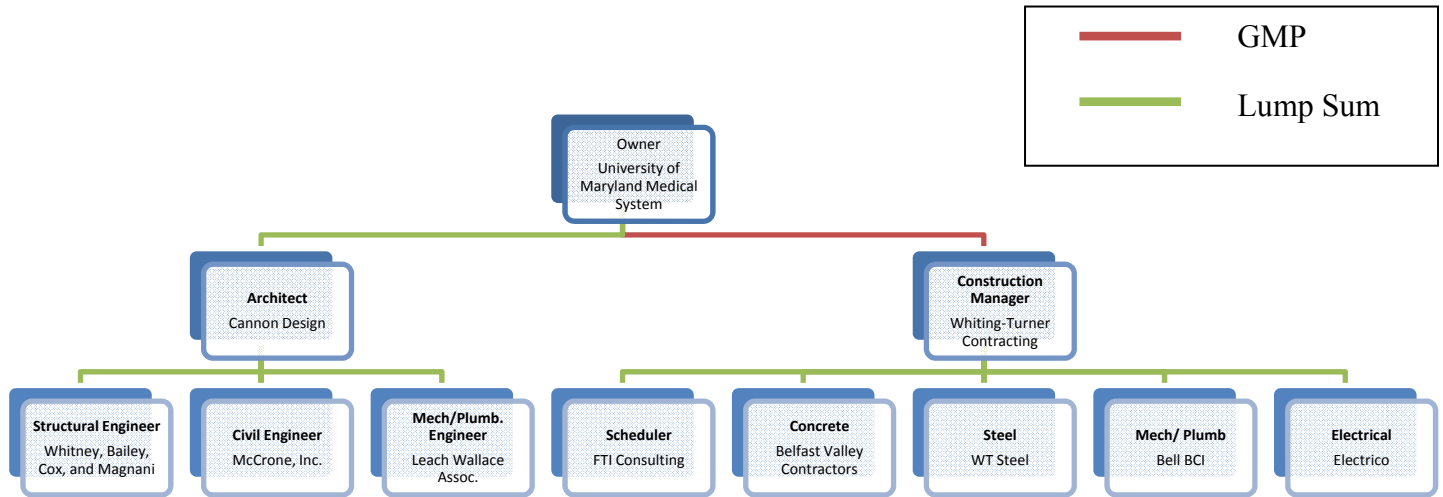 GMP
Lump Sum
Owner
University of
Maryland Medical
System
Architect
Cannon Design
Construction
Manager
Whiting-Turner
Contracting
Structural Engineer
Whitney, Bailey,
Cox, and Magnani
Civil Engineer
McCrone, Inc.
Mech/Plumb.
Engineer
Leach Wallace
Assoc.
Scheduler
FTI Consulting
Concrete
Belfast Valley
Contractors
Steel
WT Steel
Mech/ Plumb
Bell BCI
Electrical
Electrico